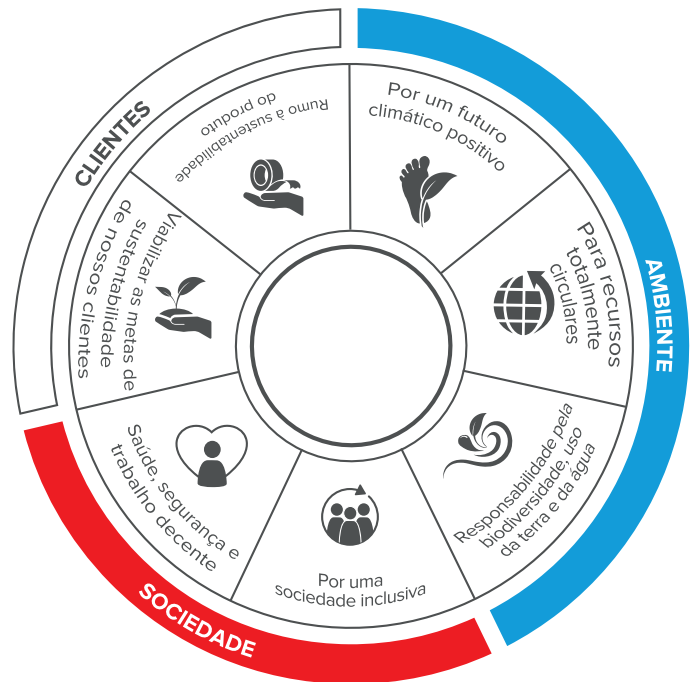 CLIENTES
AMBIENTE
SOCIEDADE
Por um futuro
climático positivo
Para recursos
totalmente
circulares
Responsabilidade pela
biodiversidade, uso
da terra e da água
Por uma
sociedade inclusiva
Saúde, segurança e
trabalho decente
Viabilizar as metas de
sustentabilidade
de nossos clientes
Rumo à sustentabilidade
do produto